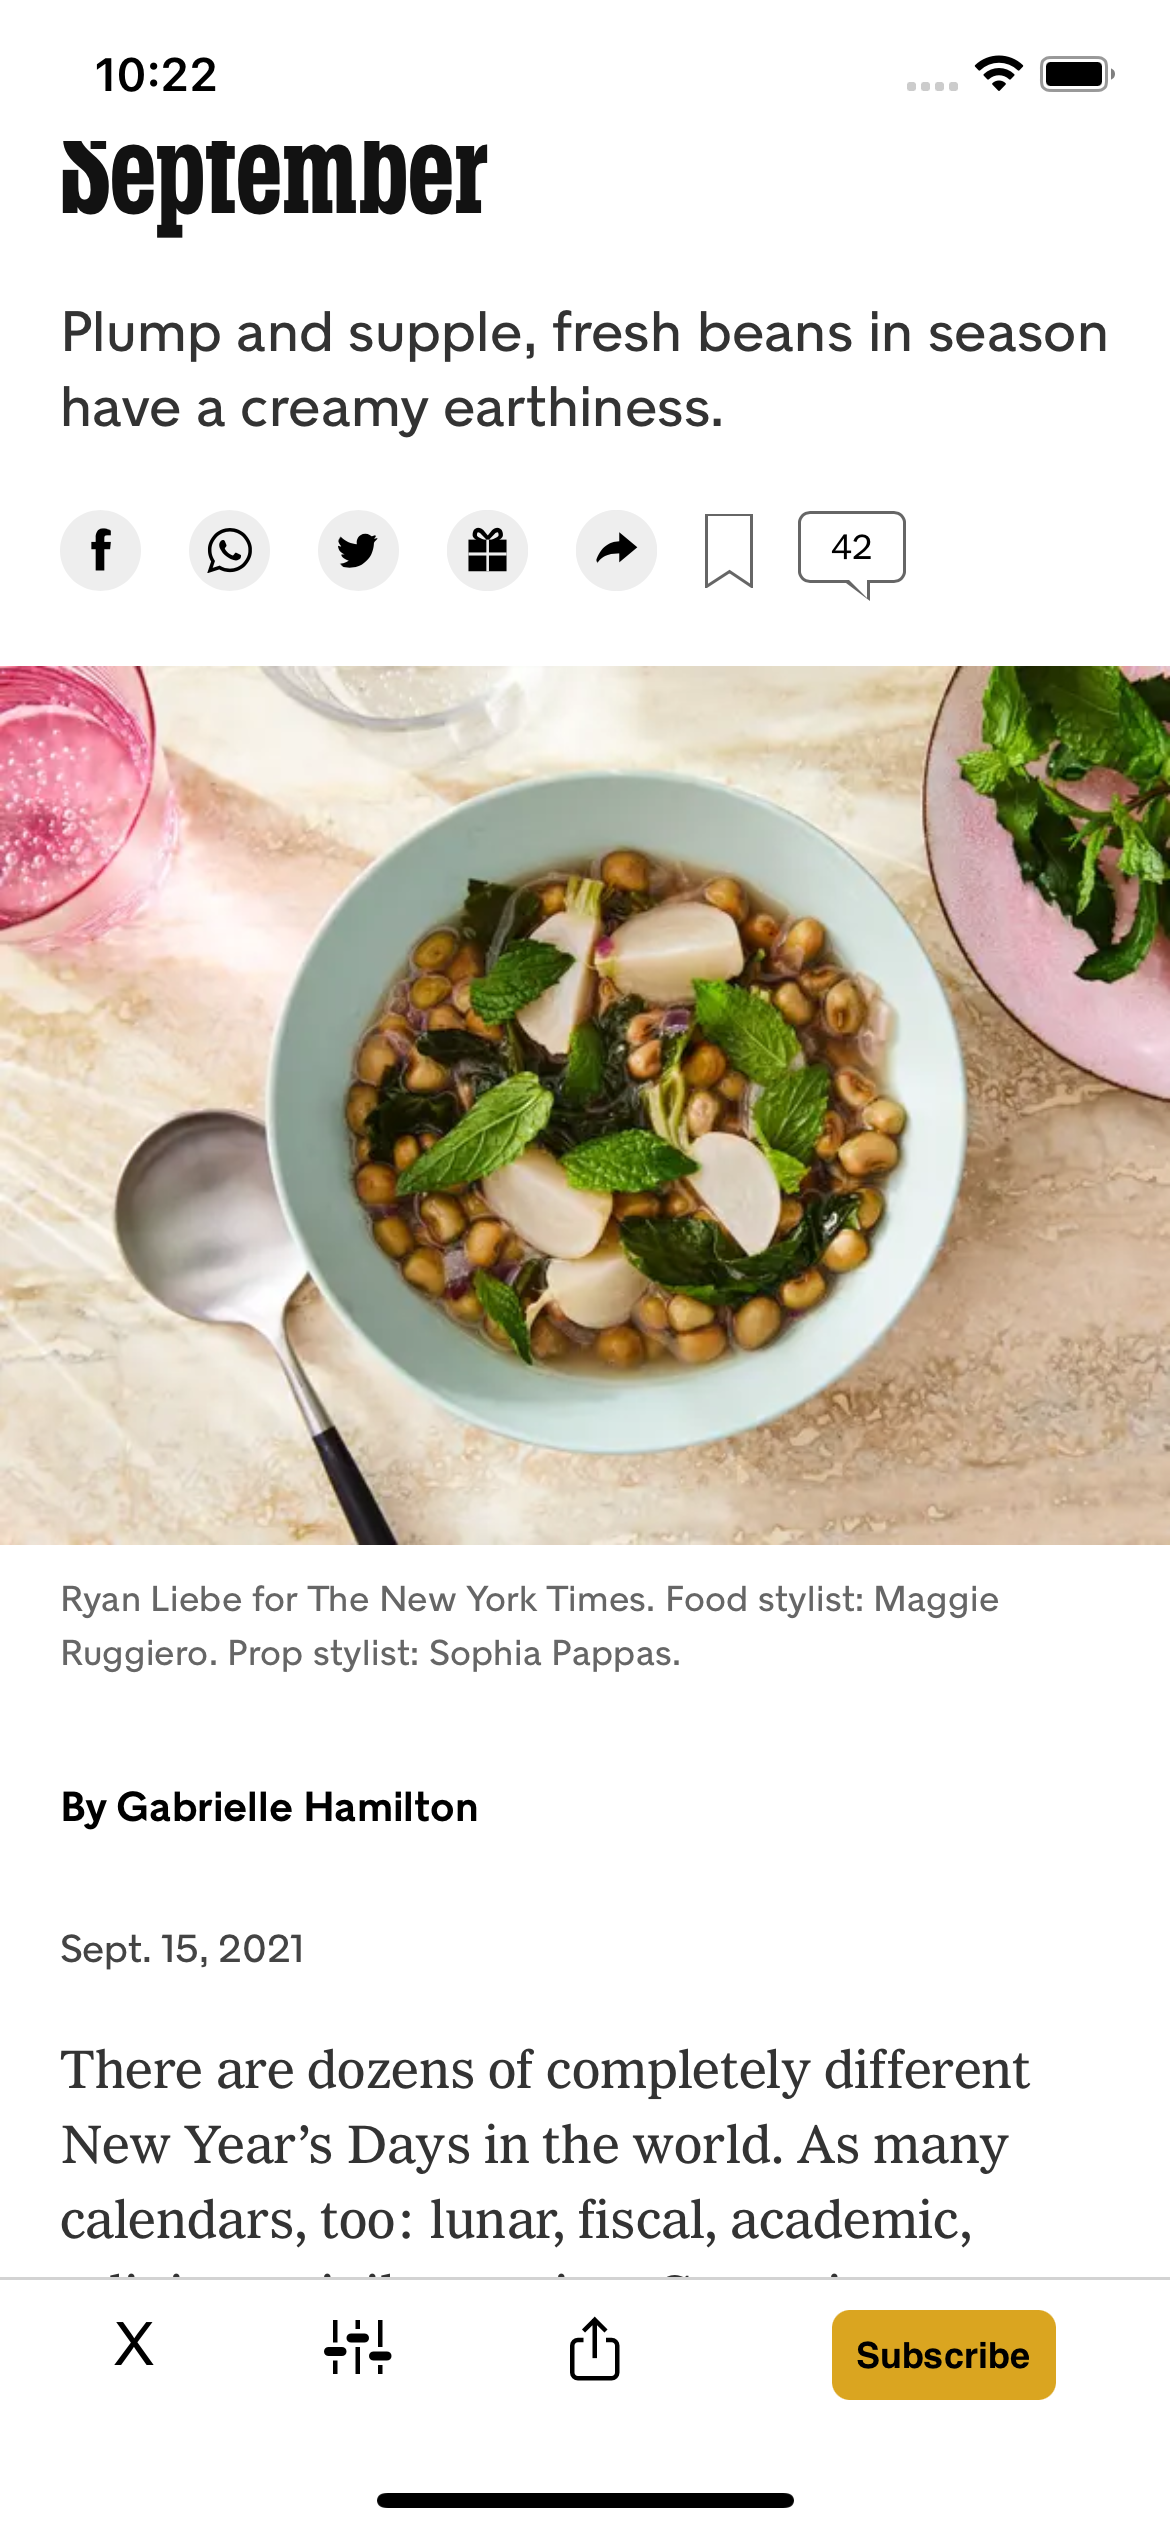 10:22
September
Plump and supple, fresh beans in season
have a creamy earthiness.
42
Ryan Liebe for The New York Times. Food stylist: Maggie
Ruggiero. Prop stylist: Sophia Pappas.
By Gabrielle Hamilton
Sept. 15, 2021
There are dozens of completely different
New Year’s Days in the world. As many
calendars, too: lunar, fiscal, academic,
X
Subscribe